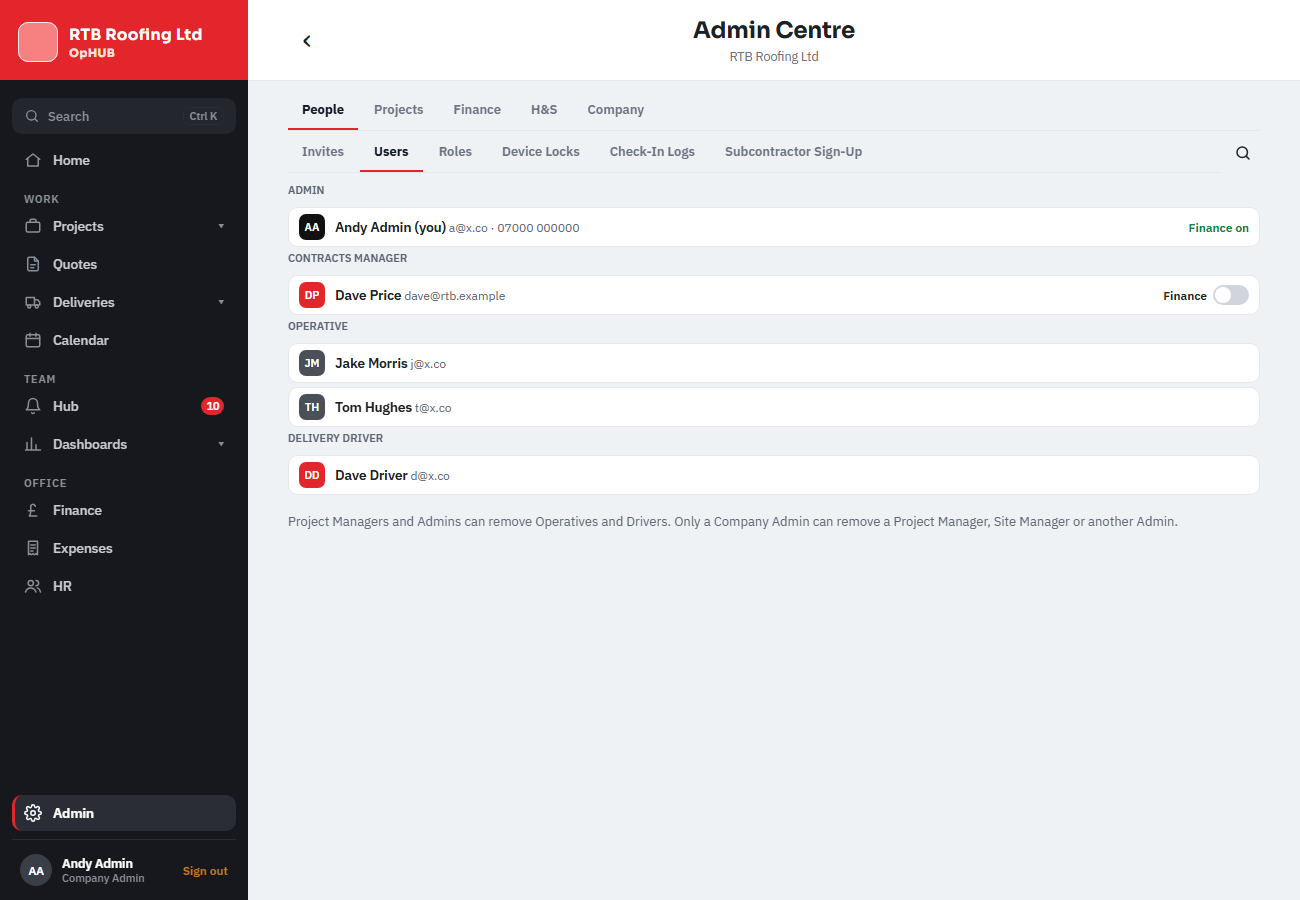 RTB Roofing Ltd
OpHUB
Search
Ctrl K
Home
WORK
Projects
Quotes
Deliveries
Calendar
TEAM
Hub
10
Dashboards
OFFICE
Finance
Expenses
HR
Admin
AA
Andy Admin
Company Admin
Sign out
Admin Centre
RTB Roofing Ltd
People Projects Finance H&S Company
Invites Users Roles Device Locks Check-In Logs Subcontractor Sign-Up
ADMIN
AA Andy Admin (you) a@x.co · 07000 000000 Finance on
CONTRACTS MANAGER
DP Dave Price dave@rtb.example Finance
OPERATIVE
JM Jake Morris j@x.co
TH Tom Hughes t@x.co
DELIVERY DRIVER
DD Dave Driver d@x.co
Project Managers and Admins can remove Operatives and Drivers. Only a Company Admin can remove a Project Manager, Site Manager or another Admin.